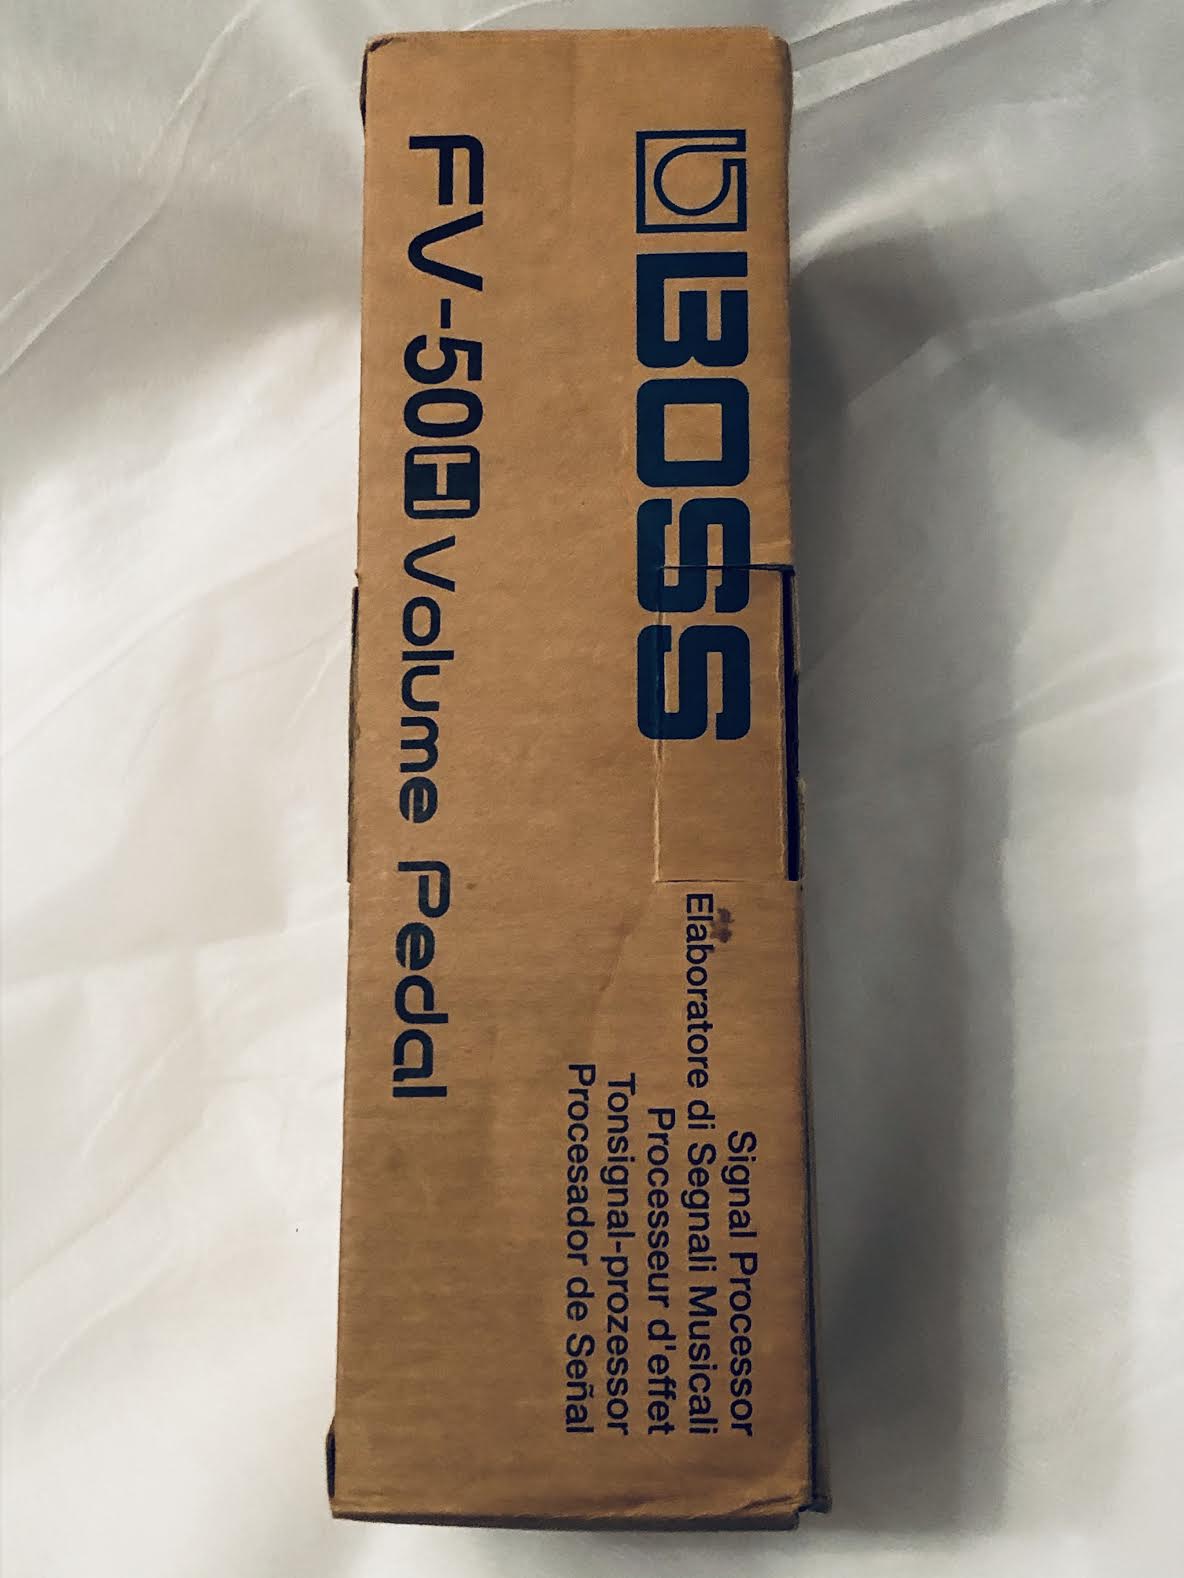 BOSS
Signal Processor
Elaboratore di Segnali Musicali
Processeur d'effet
Tonsignal-prozessor
Procesador de Señal
FV-50H Volume Pedal